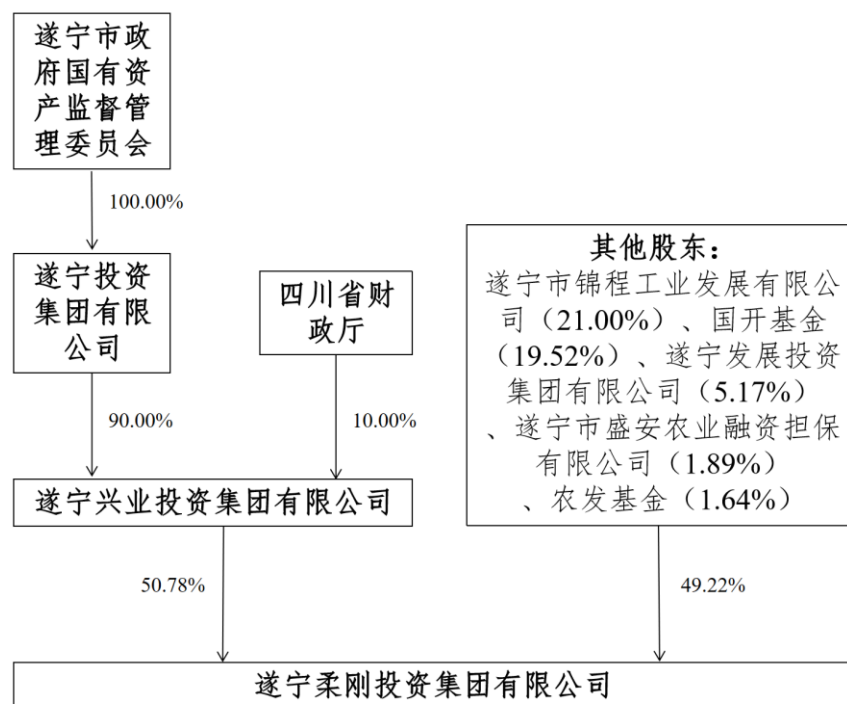 遂宁市政
府国有资
产监督管
理委员会
100.00%
遂宁投资
集团有限
公司
四川省财
政厅
其他股东：
遂宁市锦程工业发展有限公
司（21.00%）、国开基金
（19.52%）、遂宁发展投资
集团有限公司（5.17%）
、遂宁市盛安农业融资担保
有限公司（1.89%）
、农发基金（1.64%）
90.00%
10.00%
遂宁兴业投资集团有限公司
50.78%
49.22%
遂宁柔刚投资集团有限公司